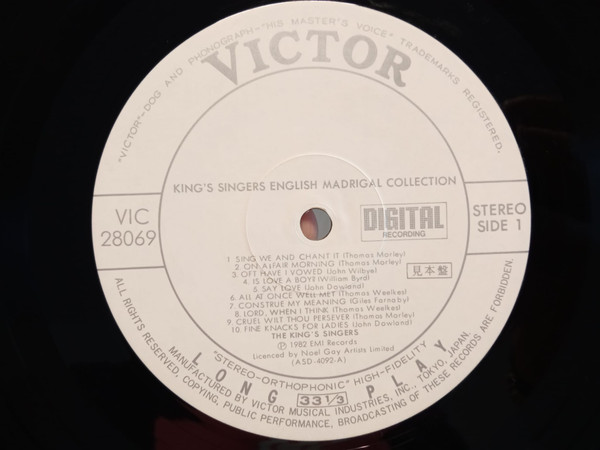 "VICTOR"-DOG AND PHONOGRAPH-"HIS MASTER'S VOICE" TRADEMARKS REGISTERED.
VICTOR
KING'S SINGERS ENGLISH MADRIGAL COLLECTION
VIC
28069
DIGITAL
RECORDING
STEREO
SIDE 1
1 SING WE AND CHANT IT (Thomas Morley)
2. ON A FAIR MORNING (Thomas Morley)
3. OFT HAVE I VOWED (John Wilbye)
4. IS LOVE A BOY? (William Byrd)
5. SAY LOVE (John Dowland)
6. ALL AT ONCE WELL MET (Thomas Weelkes)
7. CONSTRUE MY MEANING (Giles Farnaby)
8. LORD, WHEN I THINK (Thomas Weelkes)
9. CRUEL WILT THOU PERSEVER (Thomas Morley)
10. FINE KNACKS FOR LADIES (John Dowland)
見本盤
THE KING'S SINGERS
Ⓟ 1982 EMI Records
Licenced by Noel Gay Artists Limited
(ASD-4092-A)
"STEREO-ORTHOPHONIC" HIGH-FIDELITY
LONG 33 1/3 PLAY
MANUFACTURED BY VICTOR MUSICAL INDUSTRIES, INC., TOKYO, JAPAN.
ALL RIGHTS RESERVED, COPYING, PUBLIC PERFORMANCE, BROADCASTING OF THESE RECORDS ARE FORBIDDEN.